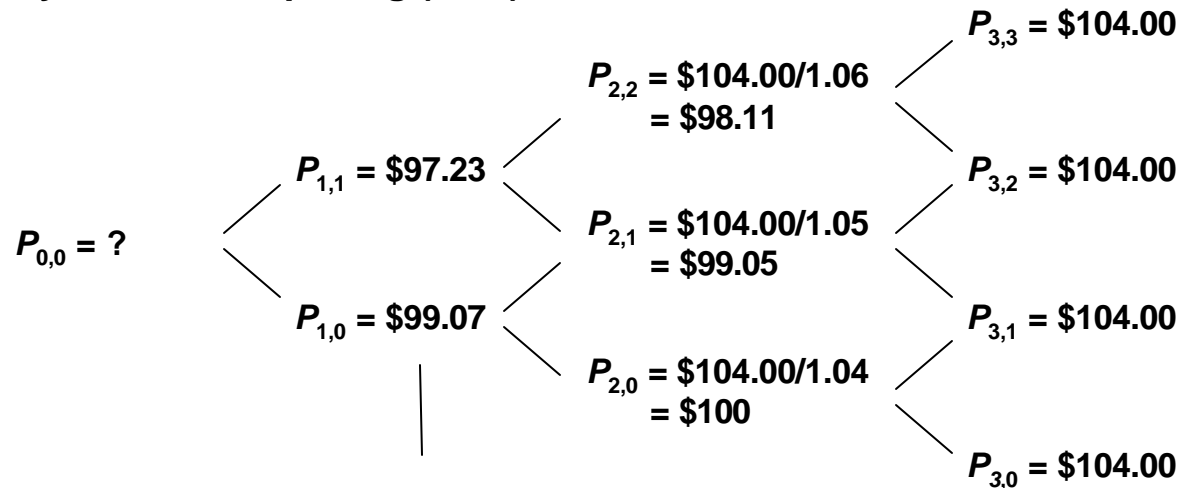 P3,3 = $104.00
P2,2 = $104.00/1.06
= $98.11
P1,1 = $97.23
P3,2 = $104.00
P0,0 = ?
P2,1 = $104.00/1.05
= $99.05
P1,0 = $99.07
P3,1 = $104.00
P2,0 = $104.00/1.04
= $100
P3,0 = $104.00